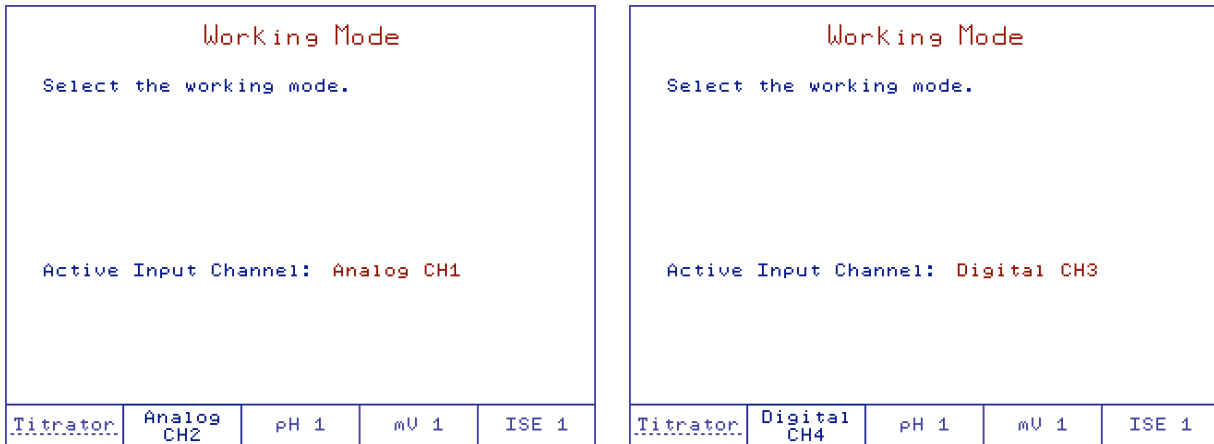 Working Mode
Select the working mode.
Active Input Channel: Analog CH1
Titrator
Analog
CH2
pH 1
mV 1
ISE 1
Working Mode
Select the working mode.
Active Input Channel: Digital CH3
Titrator
Digital
CH4
pH 1
mV 1
ISE 1